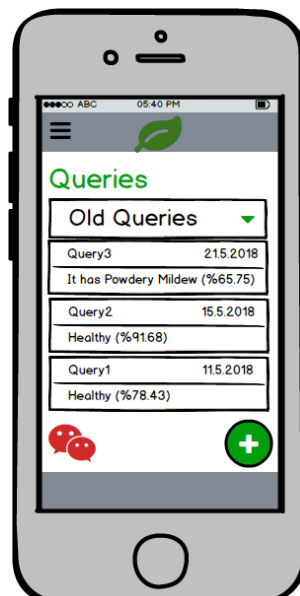 ABC 05:40 PM
Queries
Old Queries
Query3 21.5.2018
It has Powdery Mildew (%65.75)
Query2 15.5.2018
Healthy (%91.68)
Query1 11.5.2018
Healthy (%78.43)